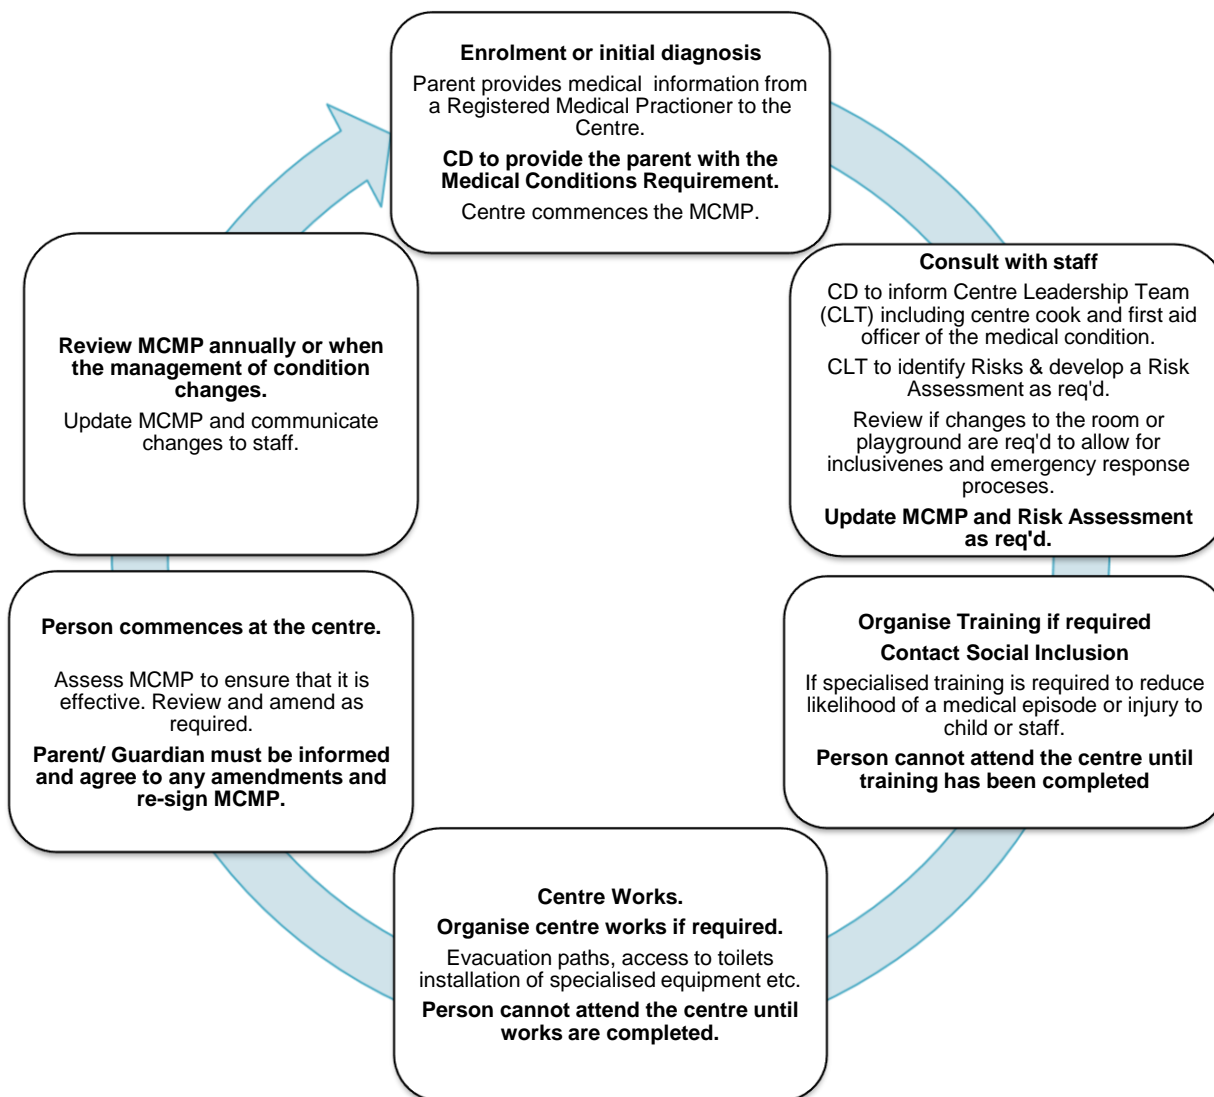 Enrolment or initial diagnosis
Parent provides medical information from
a Registered Medical Practioner to the
Centre.
CD to provide the parent with the
Medical Conditions Requirement.
Centre commences the MCMP.
Consult with staff
CD to inform Centre Leadership Team
(CLT) including centre cook and first aid
officer of the medical condition.
CLT to identify Risks & develop a Risk
Assessment as req'd.
Review if changes to the room or
playground are req'd to allow for
inclusivenes and emergency response
proceses.
Update MCMP and Risk Assessment
as req'd.
Organise Training if required
Contact Social Inclusion
If specialised training is required to reduce
likelihood of a medical episode or injury to
child or staff.
Person cannot attend the centre until
training has been completed
Centre Works.
Organise centre works if required.
Evacuation paths, access to toilets
installation of specialised equipment etc.
Person cannot attend the centre until
works are completed.
Person commences at the centre.
Assess MCMP to ensure that it is
effective. Review and amend as
required.
Parent/ Guardian must be informed
and agree to any amendments and
re-sign MCMP.
Review MCMP annually or when
the management of condition
changes.
Update MCMP and communicate
changes to staff.